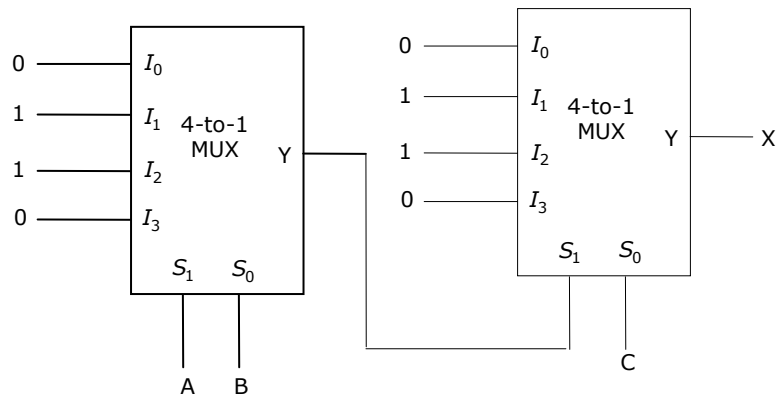 0 I₀
1 I₁
4-to-1
MUX
Y
1 I₂
0 I₃
S₁ S₀
A B
0 I₀
1 I₁
4-to-1
MUX
Y X
1 I₂
0 I₃
S₁ S₀
C